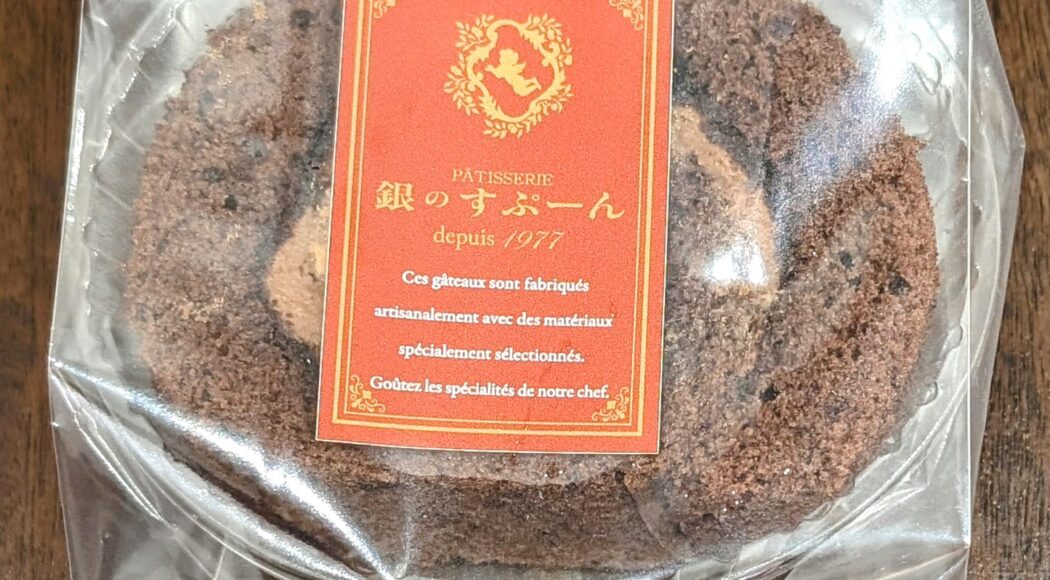 PÂTISSERIE
銀のすぷーん
depuis 1977
Ces gâteaux sont fabriqués
artisanalement avec des matériaux
spécialement sélectionnés.
Goûtez les spécialités de notre chef.